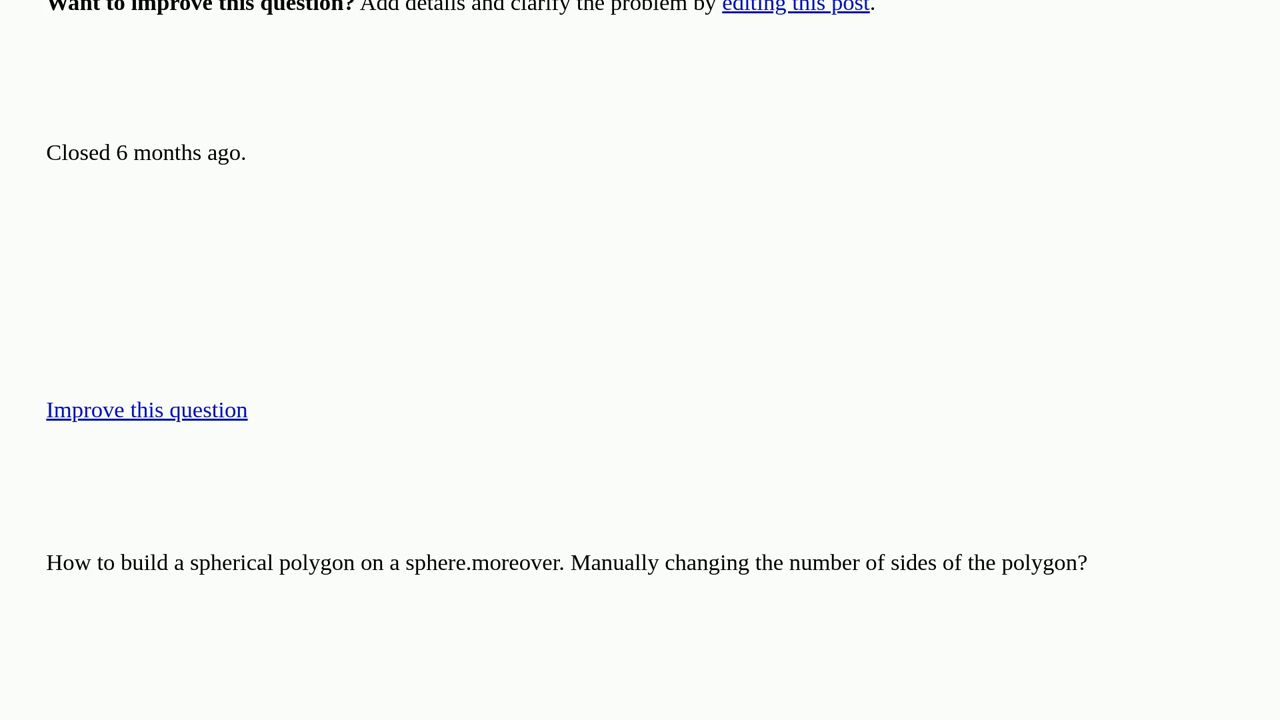 Want to improve this question? Add details and clarify the problem by editing this post.
Closed 6 months ago.
Improve this question
How to build a spherical polygon on a sphere.moreover. Manually changing the number of sides of the polygon?